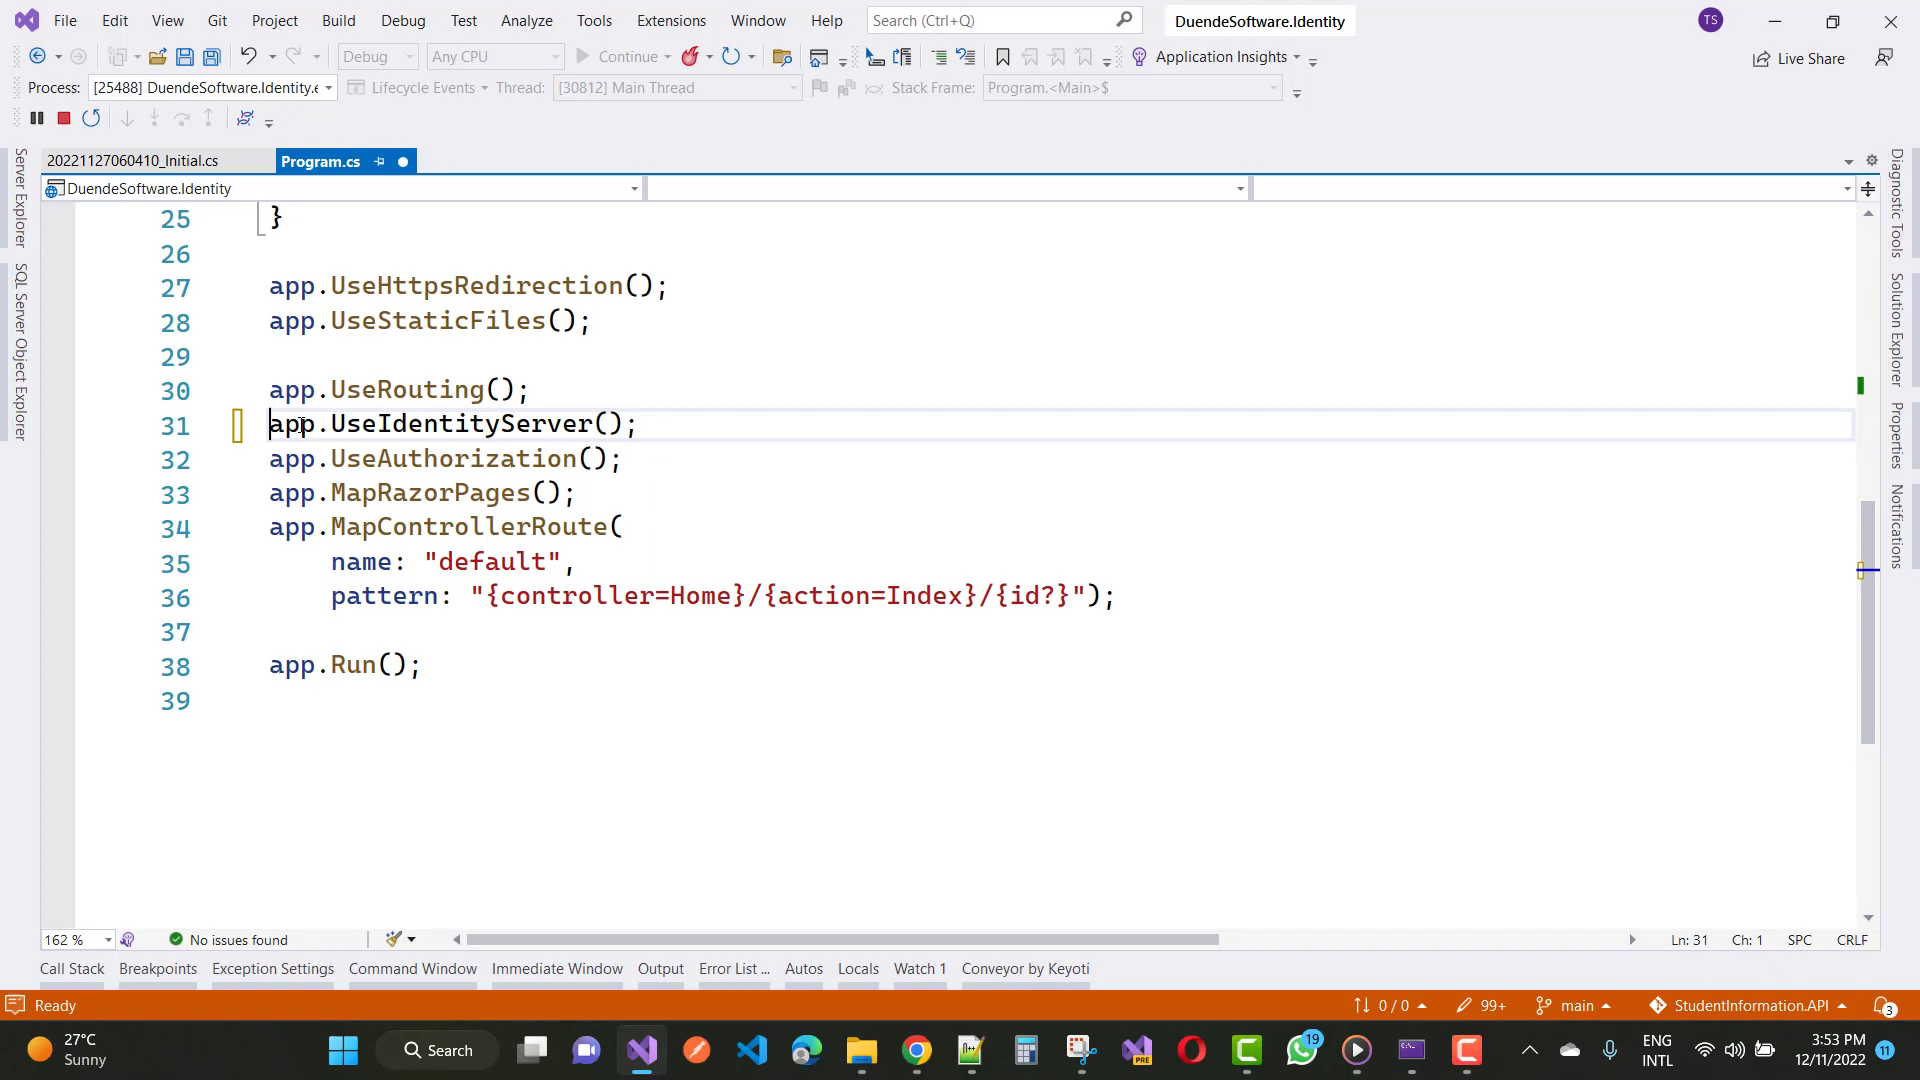 File Edit View Git Project Build Debug Test Analyze Tools Extensions Window Help Search (Ctrl+Q) DuendeSoftware.Identity TS
Debug Any CPU Continue Application Insights Live Share
Process: [25488] DuendeSoftware.Identity.e Lifecycle Events Thread: [30812] Main Thread Stack Frame: Program.<Main>$
20221127060410_Initial.cs Program.cs
DuendeSoftware.Identity
Server Explorer
SQL Server Object Explorer
Diagnostic Tools
Solution Explorer
Properties
Notifications
25 }
26
27 app.UseHttpsRedirection();
28 app.UseStaticFiles();
29
30 app.UseRouting();
31 app.UseIdentityServer();
32 app.UseAuthorization();
33 app.MapRazorPages();
34 app.MapControllerRoute(
35 name: "default",
36 pattern: "{controller=Home}/{action=Index}/{id?}");
37
38 app.Run();
39
162 % No issues found Ln: 31 Ch: 1 SPC CRLF
Call Stack Breakpoints Exception Settings Command Window Immediate Window Output Error List ... Autos Locals Watch 1 Conveyor by Keyoti
Ready 0 / 0 99+ main StudentInformation.API 3
27°C
Sunny
Search
PRE
19
ENG
INTL
3:53 PM
12/11/2022
11